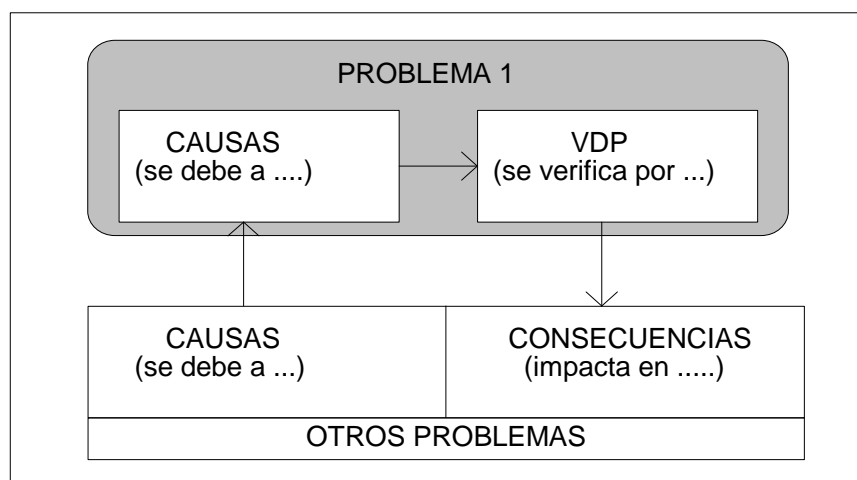 PROBLEMA 1
CAUSAS
(se debe a ....)
VDP
(se verifica por ...)
CAUSAS
(se debe a ...)
CONSECUENCIAS
(impacta en .....)
OTROS PROBLEMAS